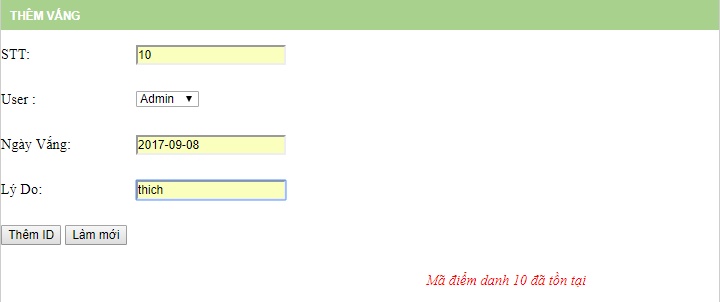 THÊM VẮNG
STT: 10
User : Admin
Ngày Vắng: 2017-09-08
Lý Do: thich
Thêm ID Làm mới
Mã điểm danh 10 đã tồn tại